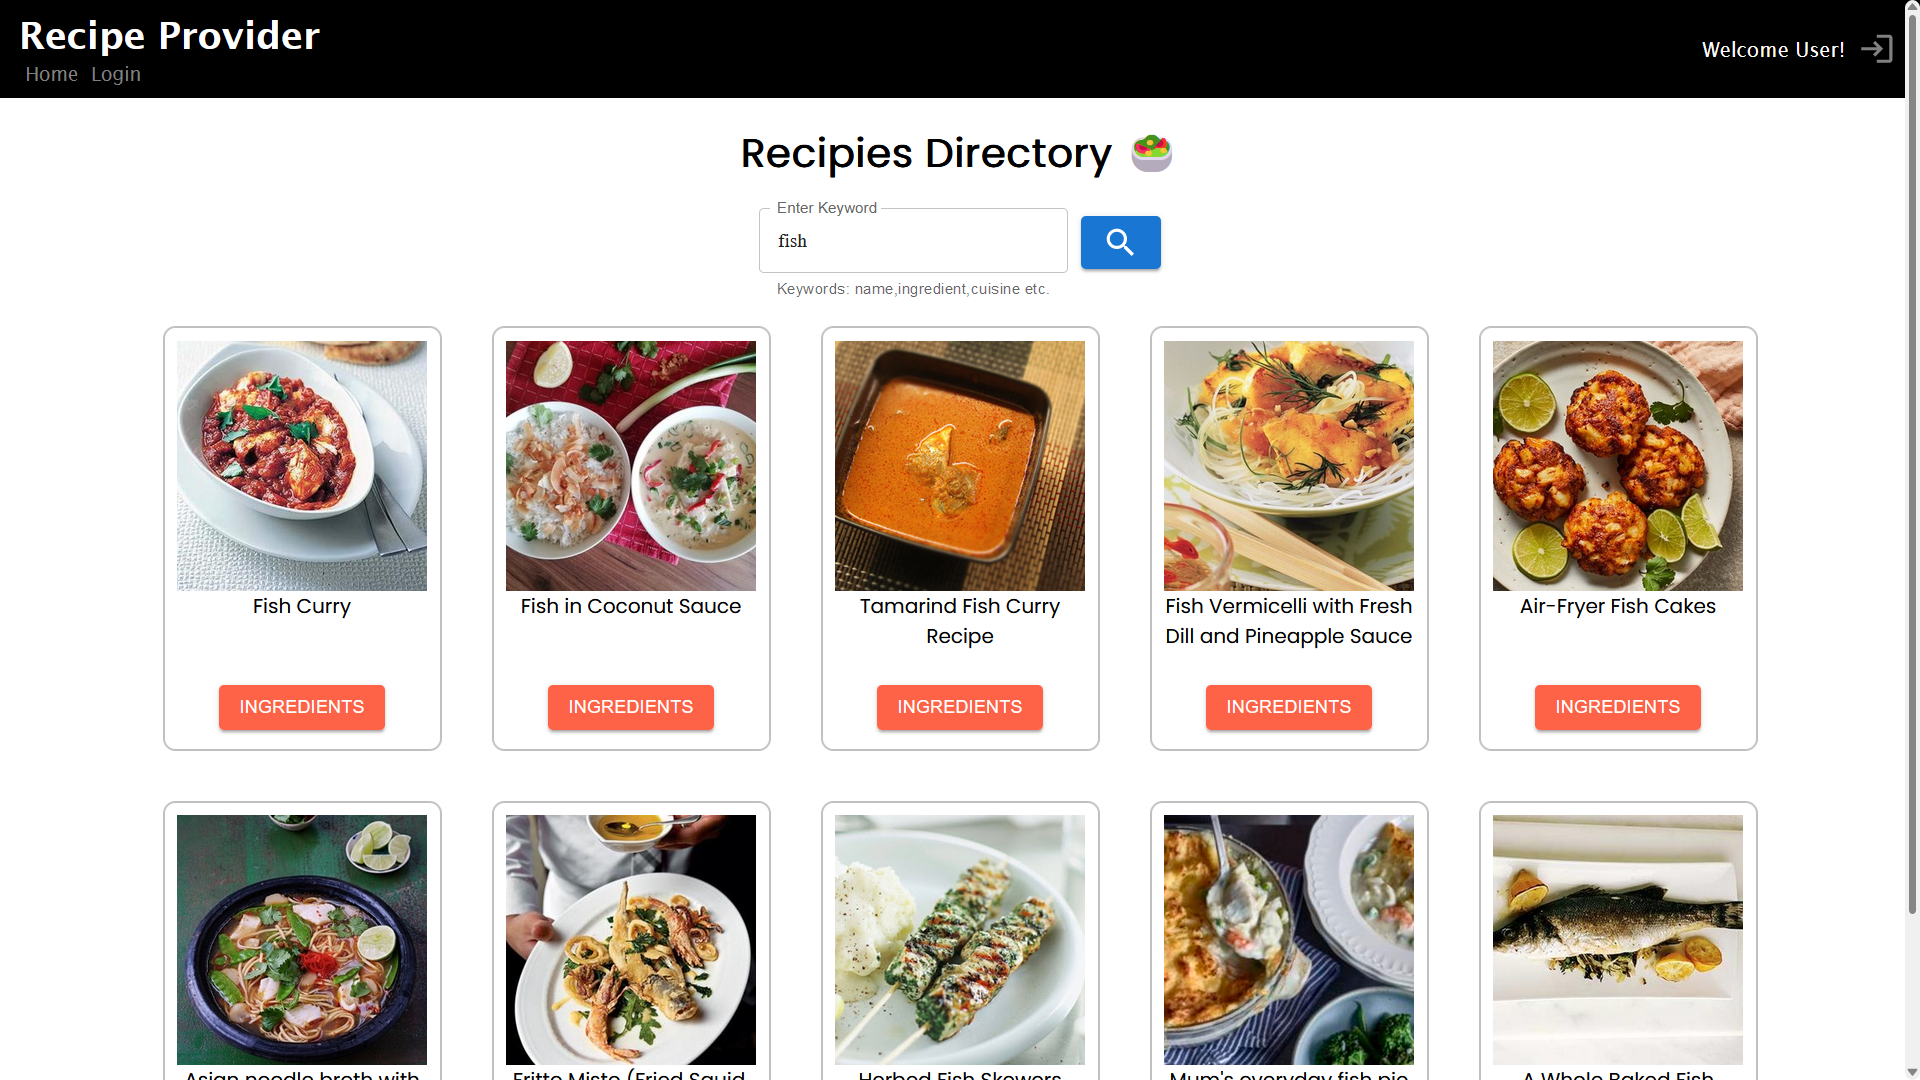 Recipe Provider
Home Login
Welcome User!
Recipies Directory
Enter Keyword
fish
Keywords: name,ingredient,cuisine etc.
Fish Curry
Fish in Coconut Sauce
Tamarind Fish Curry
Recipe
Fish Vermicelli with Fresh
Dill and Pineapple Sauce
Air-Fryer Fish Cakes
INGREDIENTS
INGREDIENTS
INGREDIENTS
INGREDIENTS
INGREDIENTS
Asian noodle broth with
Fritto Misto (Fried Squid,
Herbed Fish Skewers
Mum's everyday fish pie
A Whole Baked Fish